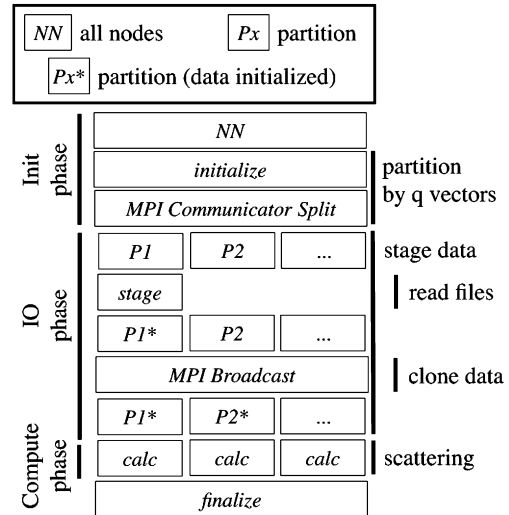 NN all nodes Px partition
Px* partition (data initialized)
Init phase
NN
initialize
partition by q vectors
MPI Communicator Split
IO phase
P1 P2 ... stage data
stage read files
P1* P2 ...
MPI Broadcast clone data
P1* P2* ...
Compute phase
calc calc calc scattering
finalize